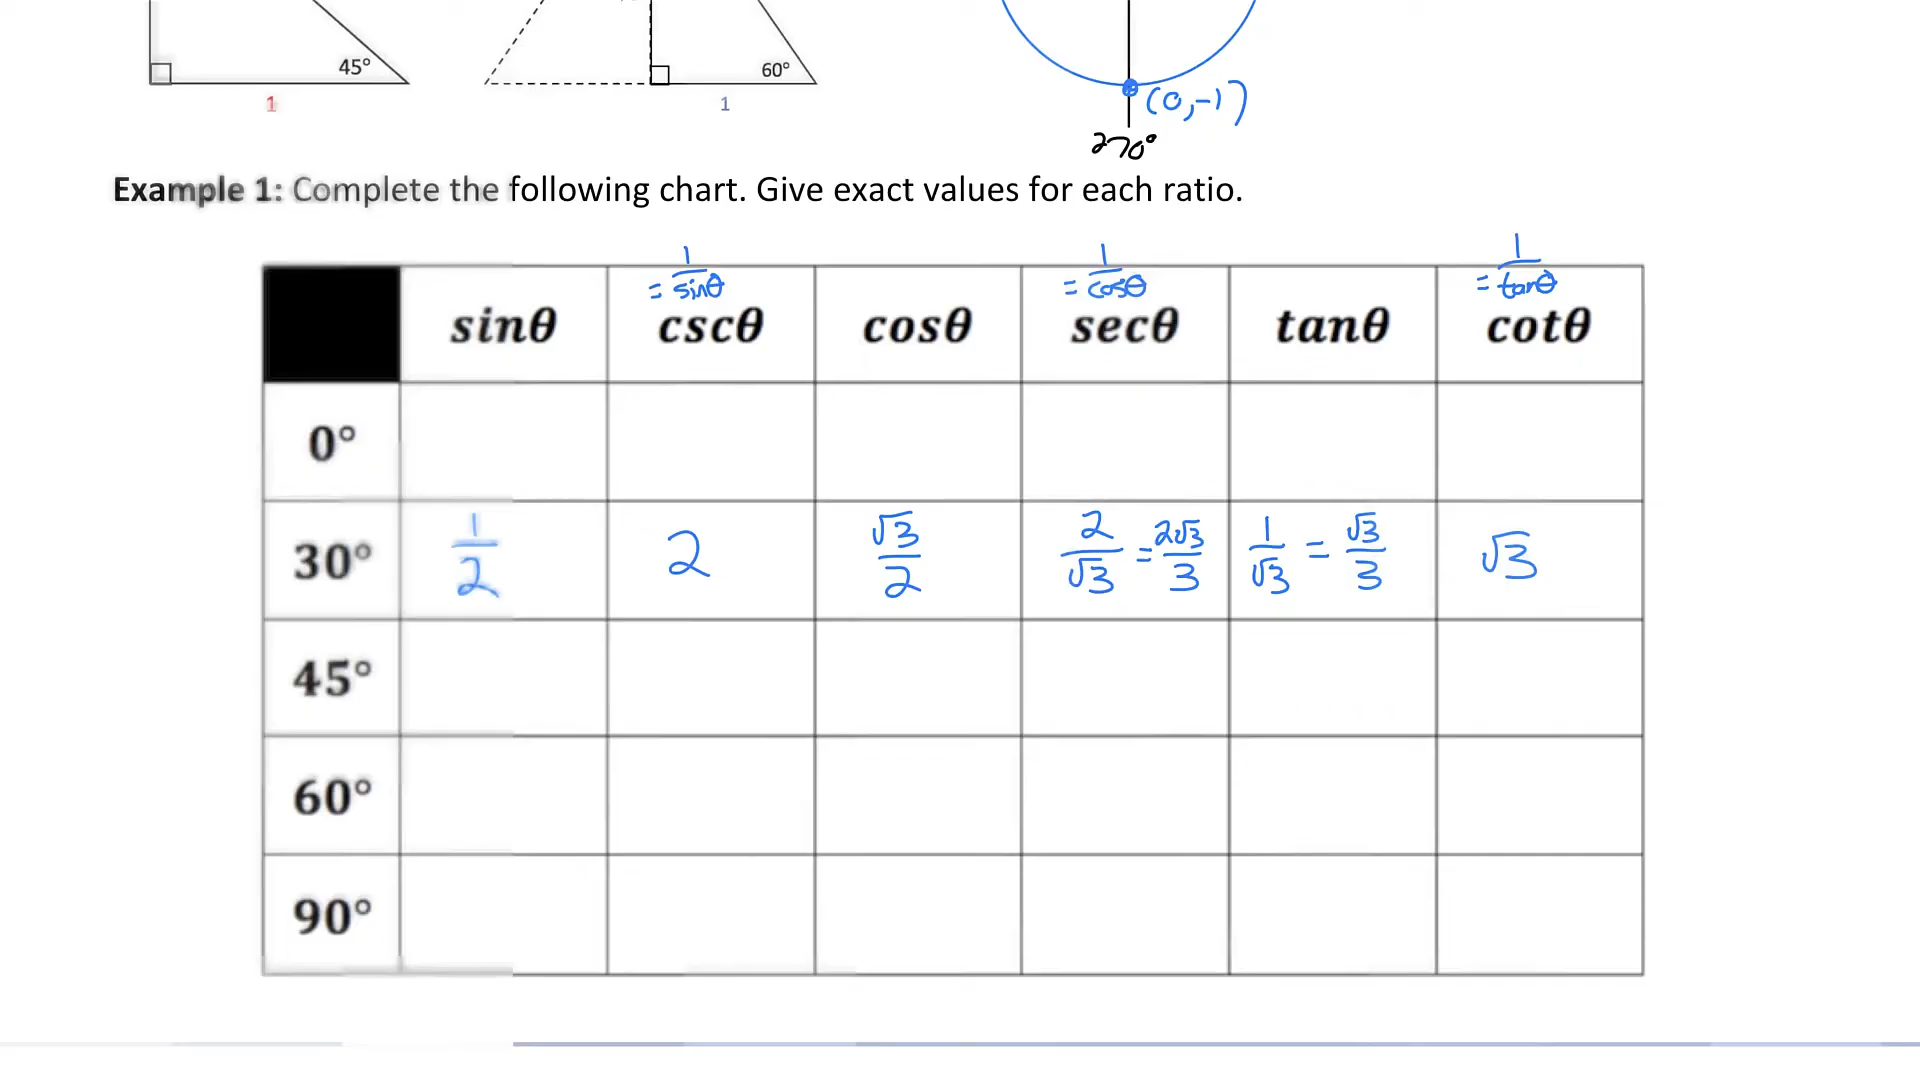 45° 60°
1 1 (0,-1)
270°
Example 1: Complete the following chart. Give exact values for each ratio.
= 1/sinθ = 1/cosθ = 1/tanθ
sinθ cscθ cosθ secθ tanθ cotθ
0°
30° 1/2 2 √3/2 2/√3 = 2√3/3 1/√3 = √3/3 √3
45°
60°
90°